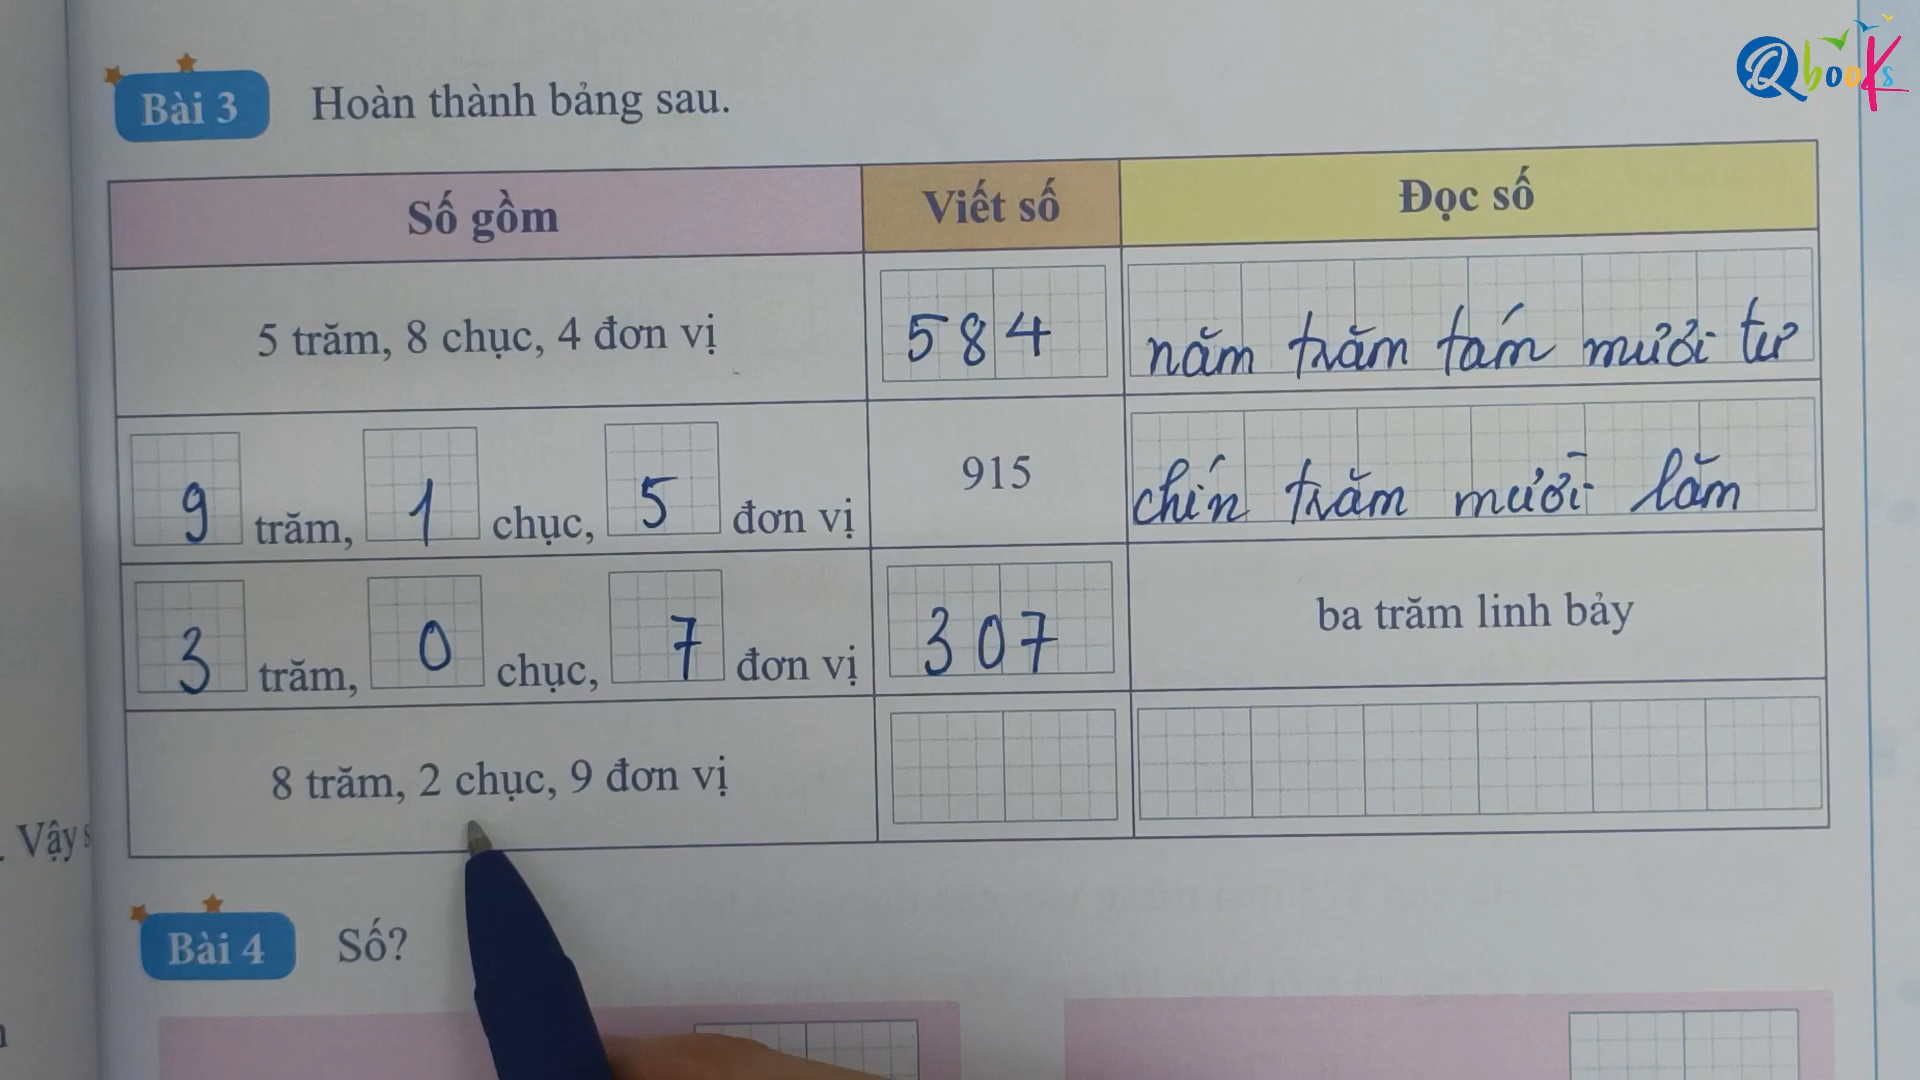 Qbooks
Bài 3 Hoàn thành bảng sau.
Số gồm Viết số Đọc số
5 trăm, 8 chục, 4 đơn vị 584 năm trăm tám mươi tư
9 trăm, 1 chục, 5 đơn vị 915 chín trăm mười lăm
3 trăm, 0 chục, 7 đơn vị 307 ba trăm linh bảy
8 trăm, 2 chục, 9 đơn vị
. Vậy s
Bài 4 Số?